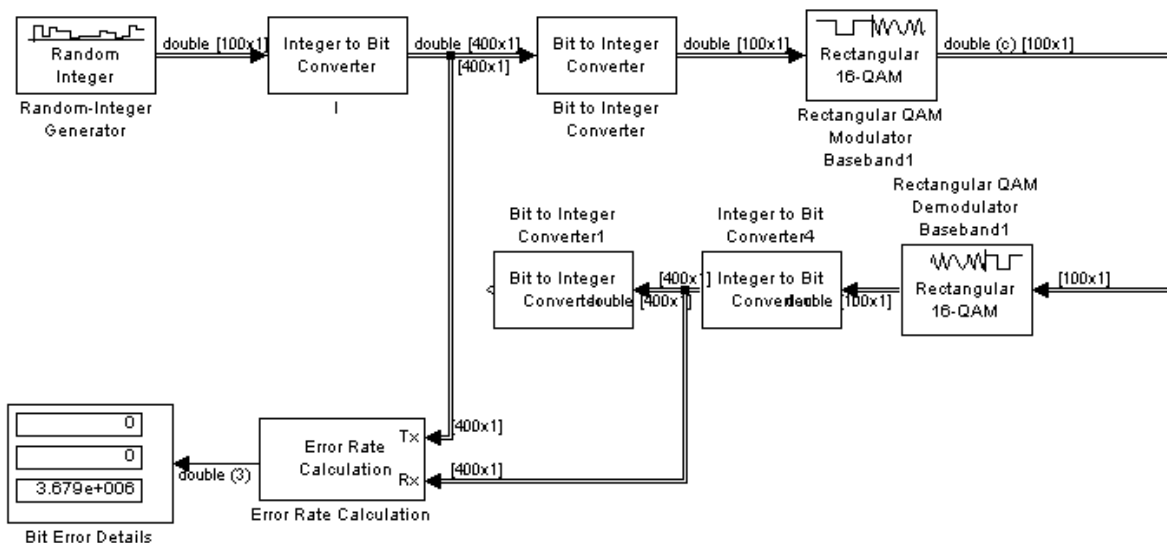 Random
Integer
Random-Integer
Generator
double [100x1]
Integer to Bit
Converter
I
double [400x1]
[400x1]
Bit to Integer
Converter
Bit to Integer
Converter
double [100x1]
Rectangular
16-QAM
Rectangular QAM
Modulator
Baseband1
double (c) [100x1]
Rectangular QAM
Demodulator
Baseband1
Rectangular
16-QAM
[100x1]
Integer to Bit
Converter4
Integer to Bit
Converter
double [100x1]
Bit to Integer
Converter1
Bit to Integer
Converter
double [400x1]
[400x1]
[400x1]
[400x1]
Tx
Rx
Error Rate
Calculation
Error Rate Calculation
double (3)
0
0
3.679e+006
Bit Error Details